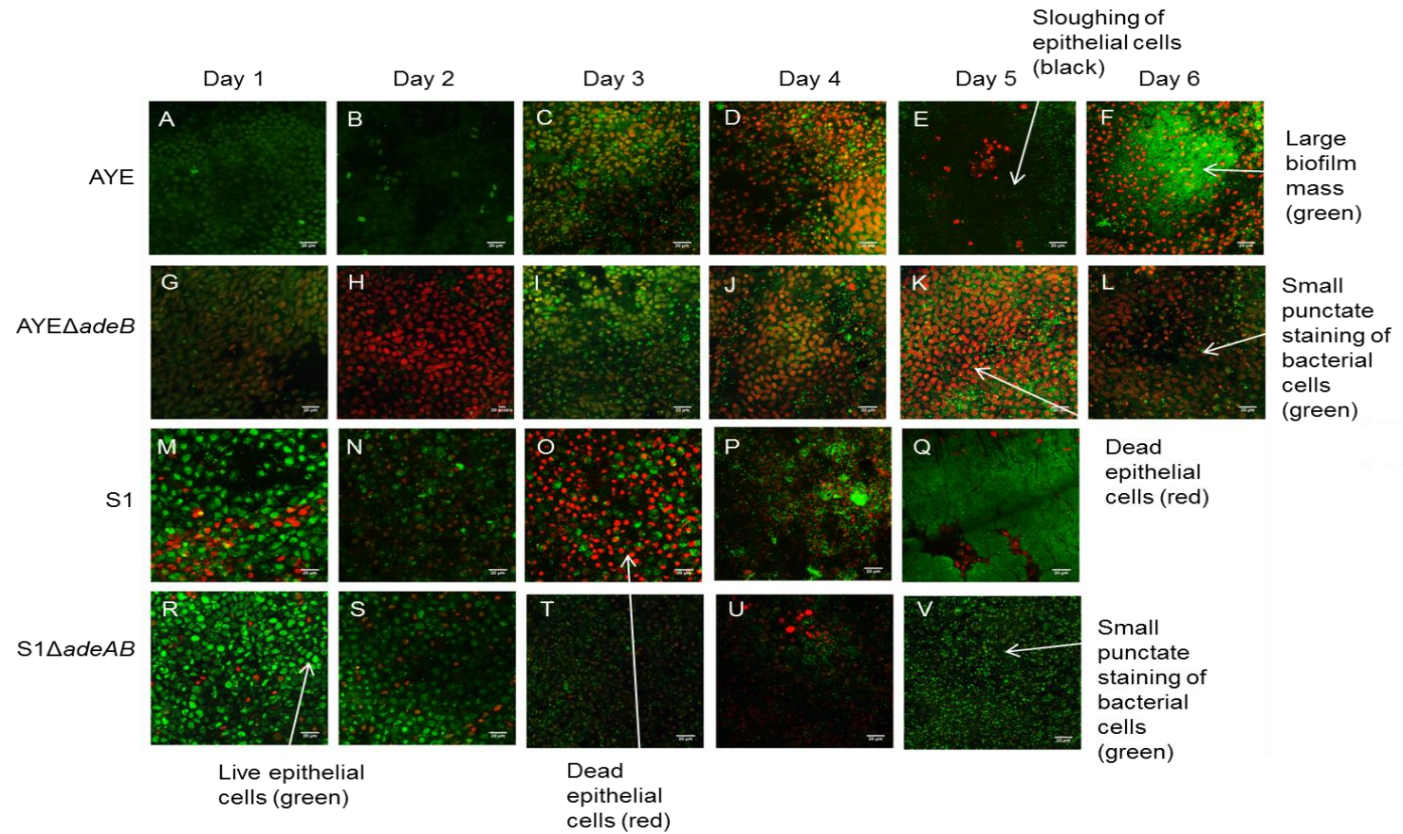 Sloughing of
epithelial cells
(black)
Day 1
Day 2
Day 3
Day 4
Day 5
Day 6
AYE
A
B
C
D
E
F
Large
biofilm
mass
(green)
AYEΔadeB
G
H
I
J
K
L
Small
punctate
staining of
bacterial
cells
(green)
S1
M
N
O
P
Q
Dead
epithelial
cells (red)
S1ΔadeAB
R
S
T
U
V
Small
punctate
staining of
bacterial
cells
(green)
Live epithelial
cells (green)
Dead
epithelial
cells (red)